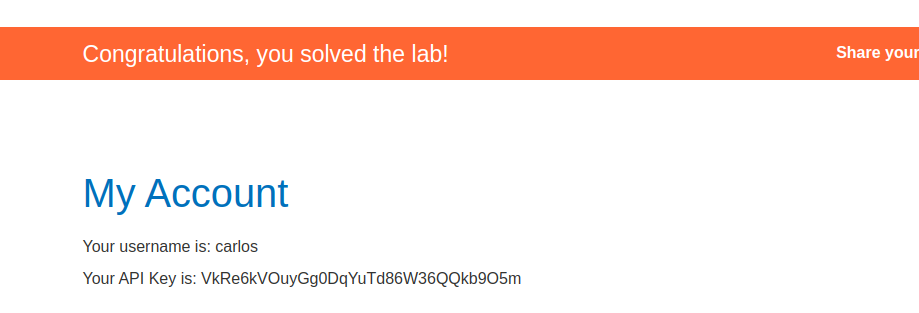 Congratulations, you solved the lab!
Share your
My Account
Your username is: carlos
Your API Key is: VkRe6kVOuyGg0DqYuTd86W36QQkb9O5m